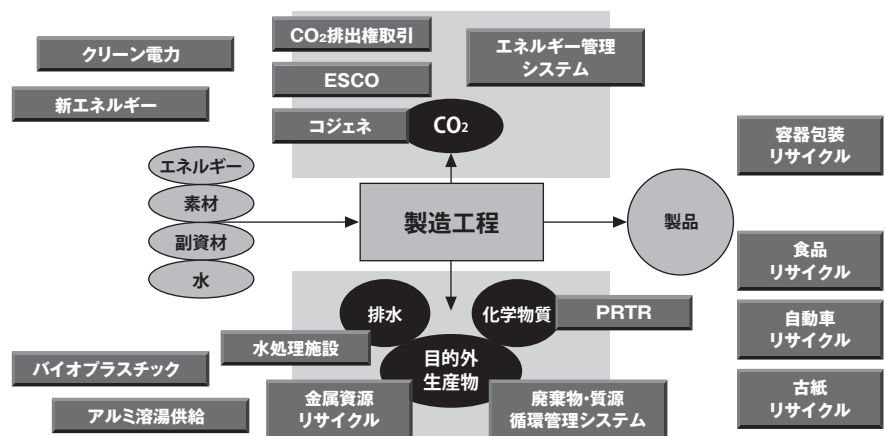 クリーン電力
新エネルギー
CO₂排出権取引
ESCO
コジェネ
CO₂
エネルギー管理
システム
容器包装
リサイクル
エネルギー
素材
副資材
水
製造工程
製品
食品
リサイクル
自動車
リサイクル
古紙
リサイクル
排水
化学物質
PRTR
水処理施設
目的外
生産物
バイオプラスチック
アルミ溶湯供給
金属資源
リサイクル
廃棄物・質源
循環管理システム